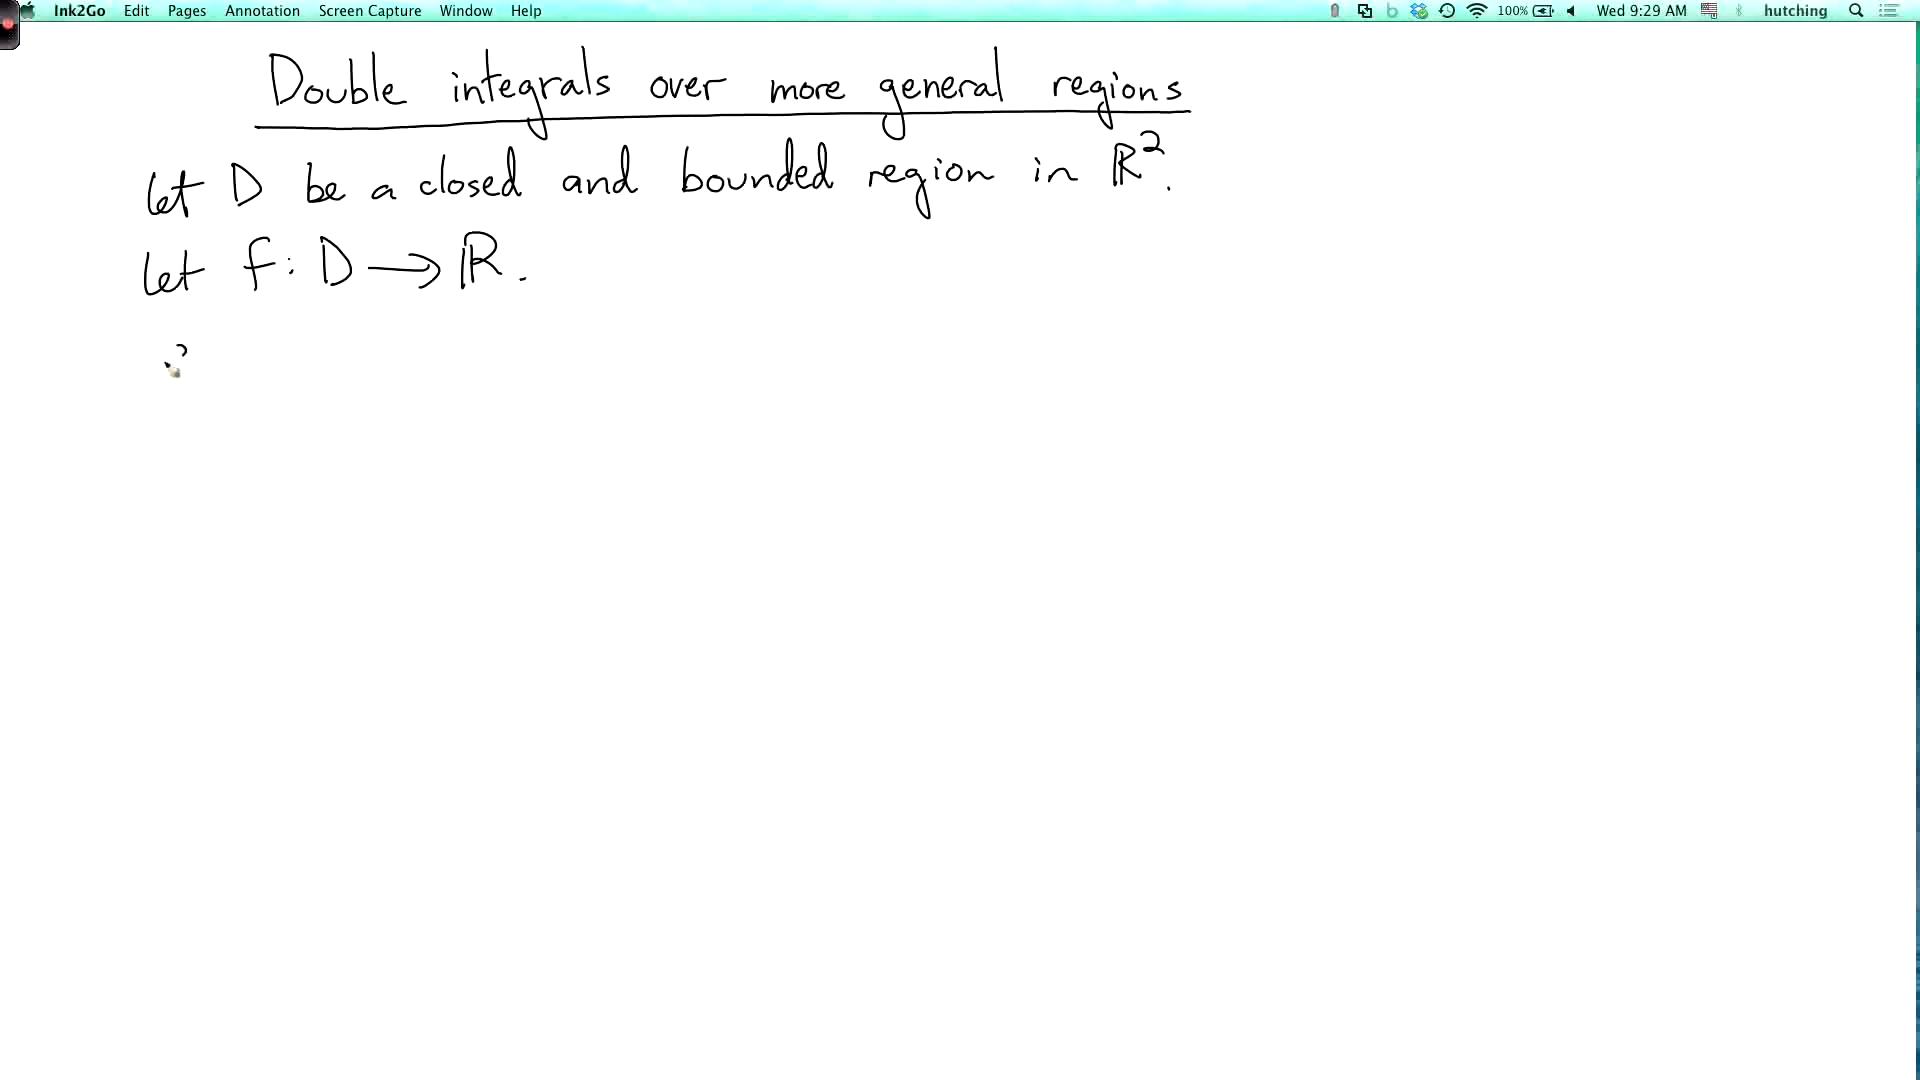 Ink2Go Edit Pages Annotation Screen Capture Window Help 100% Wed 9:29 AM hutching
Double integrals over more general regions
let D be a closed and bounded region in ℝ².
let f: D → ℝ.